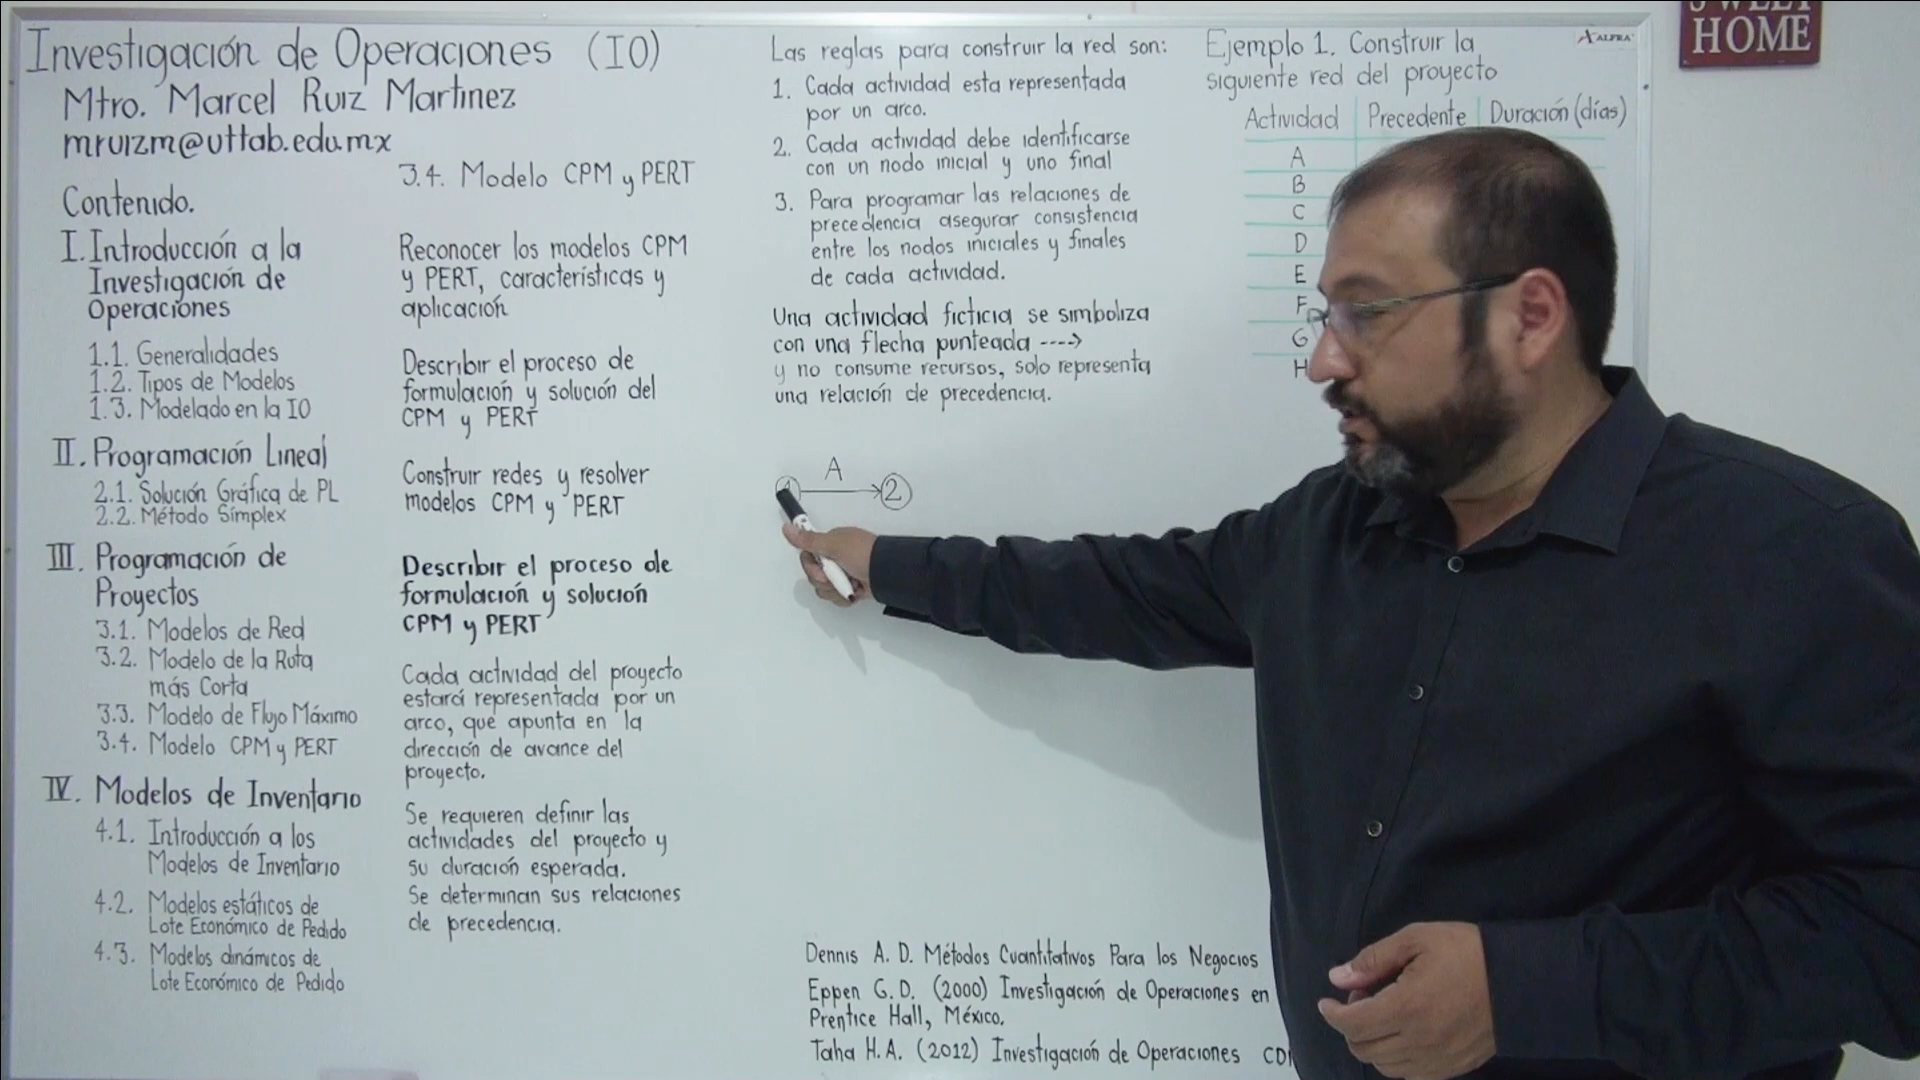 Investigación de Operaciones (IO)
Mtro. Marcel Ruiz Martinez
mruizm@uttab.edu.mx
Contenido.
I. Introducción a la
Investigación de
Operaciones
1.1. Generalidades
1.2. Tipos de Modelos
1.3. Modelado en la IO
II. Programación Lineal
2.1. Solución Gráfica de PL
2.2. Método Simplex
III. Programación de
Proyectos
3.1. Modelos de Red
3.2. Modelo de la Ruta
más Corta
3.3. Modelo de Flujo Máximo
3.4. Modelo CPM y PERT
IV. Modelos de Inventario
4.1. Introducción a los
Modelos de Inventario
4.2. Modelos estáticos de
Lote Económico de Pedido
4.3. Modelos dinámicos de
Lote Económico de Pedido
3.4. Modelo CPM y PERT
Reconocer los modelos CPM
y PERT, características y
aplicación
Describir el proceso de
formulación y solución del
CPM y PERT
Construir redes y resolver
modelos CPM y PERT
Describir el proceso de
formulación y solución
CPM y PERT
Cada actividad del proyecto
estará representada por un
arco, que apunta en la
dirección de avance del
proyecto.
Se requieren definir las
actividades del proyecto y
su duración esperada.
Se determinan sus relaciones
de precedencia.
Las reglas para construir la red son:
1. Cada actividad esta representada
por un arco.
2. Cada actividad debe identificarse
con un nodo inicial y uno final
3. Para programar las relaciones de
precedencia asegurar consistencia
entre los nodos iniciales y finales
de cada actividad.
Una actividad ficticia se simboliza
con una flecha punteada ---->
y no consume recursos, solo representa
una relación de precedencia.
A
2
Dennis A. D. Métodos Cuantitativos Para los Negocios
Eppen G. D. (2000) Investigación de Operaciones en
Prentice Hall, México.
Taha H. A. (2012) Investigación de Operaciones
Ejemplo 1. Construir la
siguiente red del proyecto
Actividad Precedente Duración (días)
A
B
C
D
E
F
G
H
ALFRA
HOME